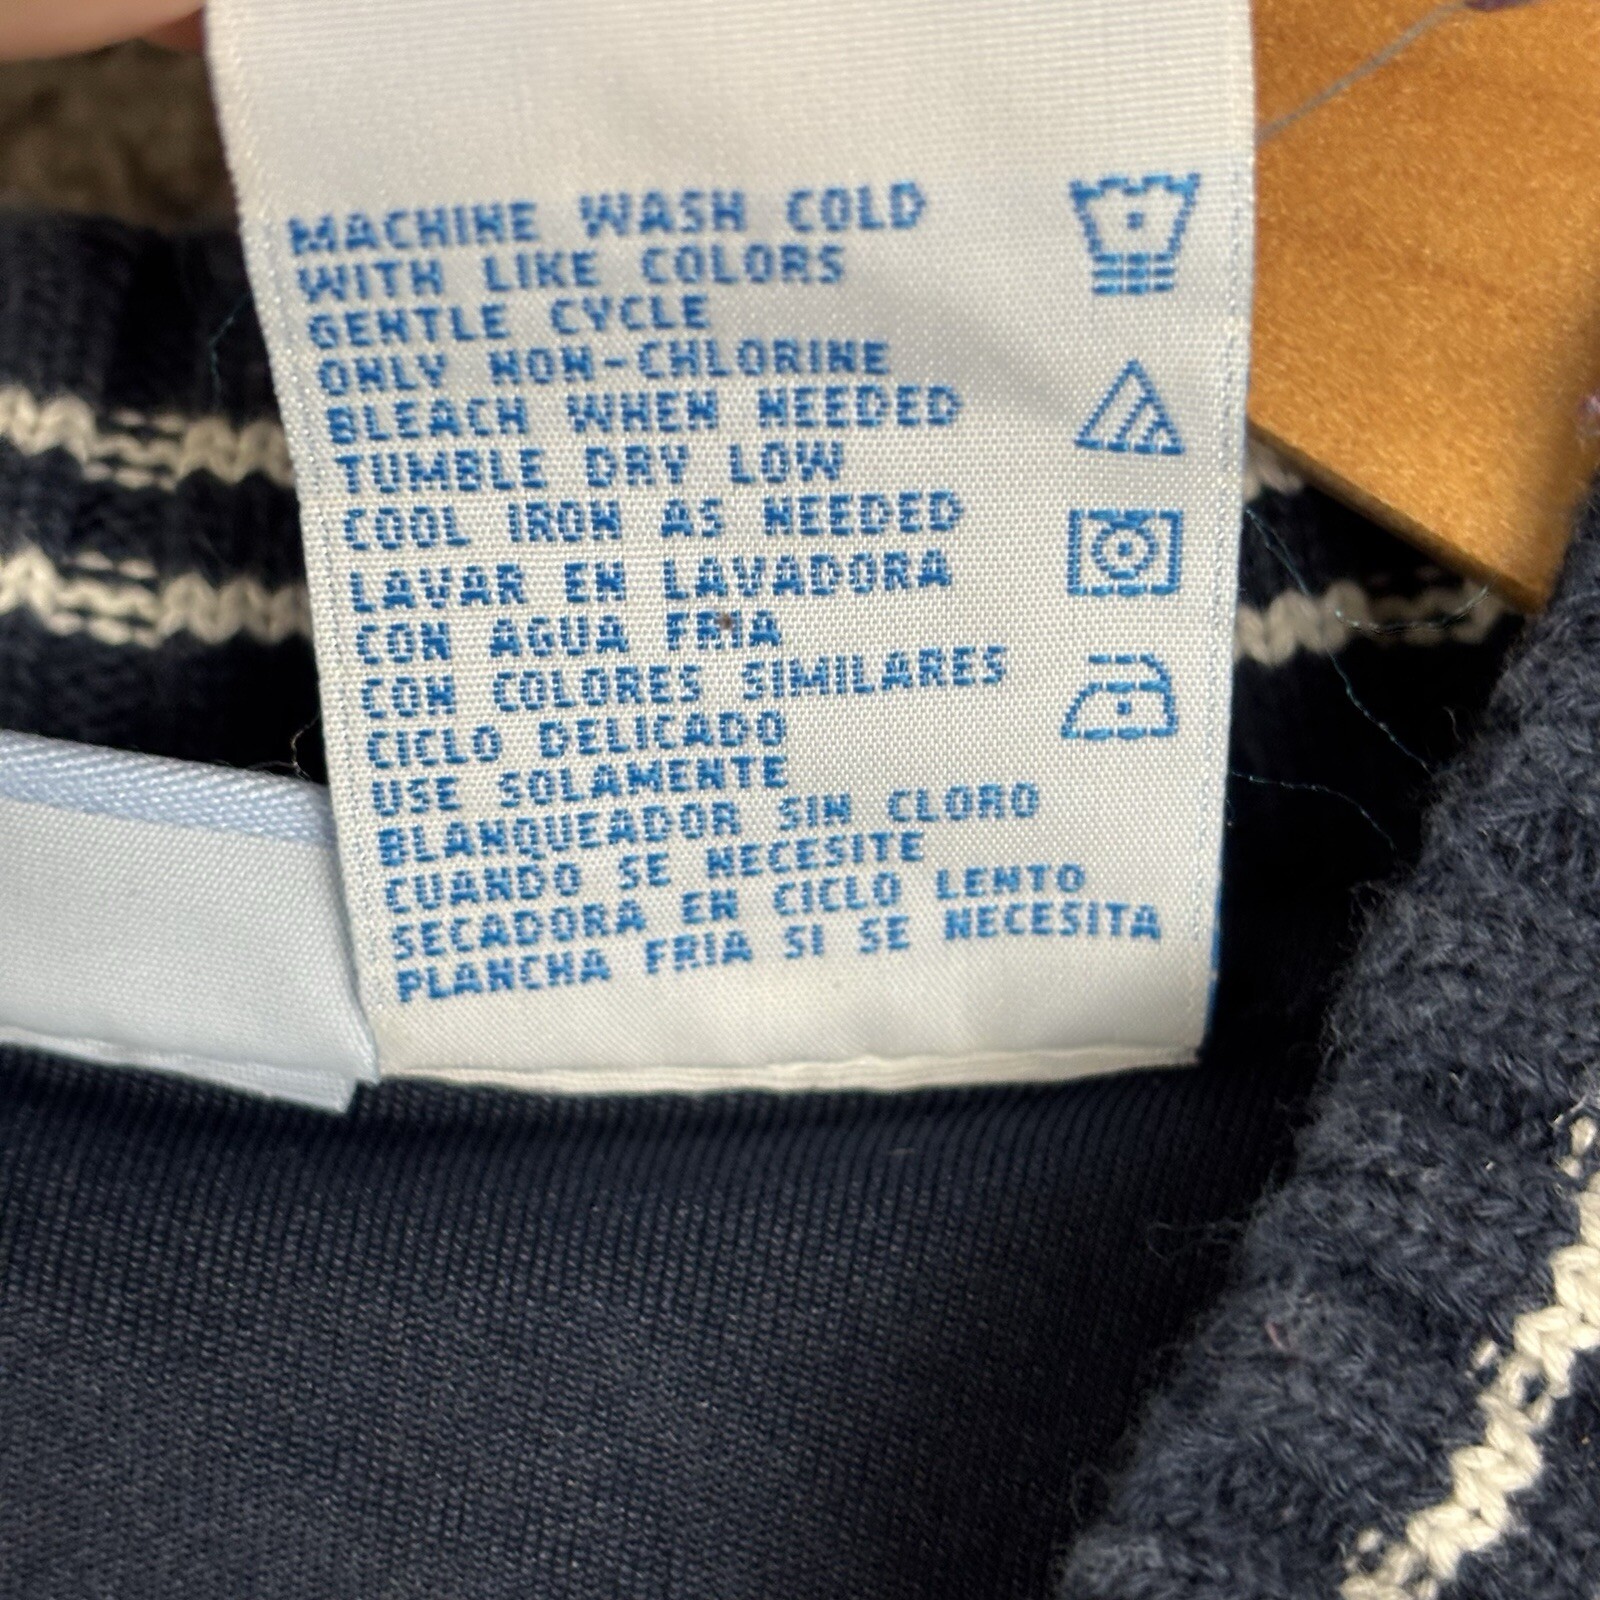 MACHINE WASH COLD
WITH LIKE COLORS
GENTLE CYCLE
ONLY NON-CHLORINE
BLEACH WHEN NEEDED
TUMBLE DRY LOW
COOL IRON AS NEEDED
LAVAR EN LAVADORA
CON AGUA FRIA
CON COLORES SIMILARES
CICLO DELICADO
USE SOLAMENTE
BLANQUEADOR SIN CLORO
CUANDO SE NECESITE
SECADORA EN CICLO LENTO
PLANCHA FRIA SI SE NECESITA